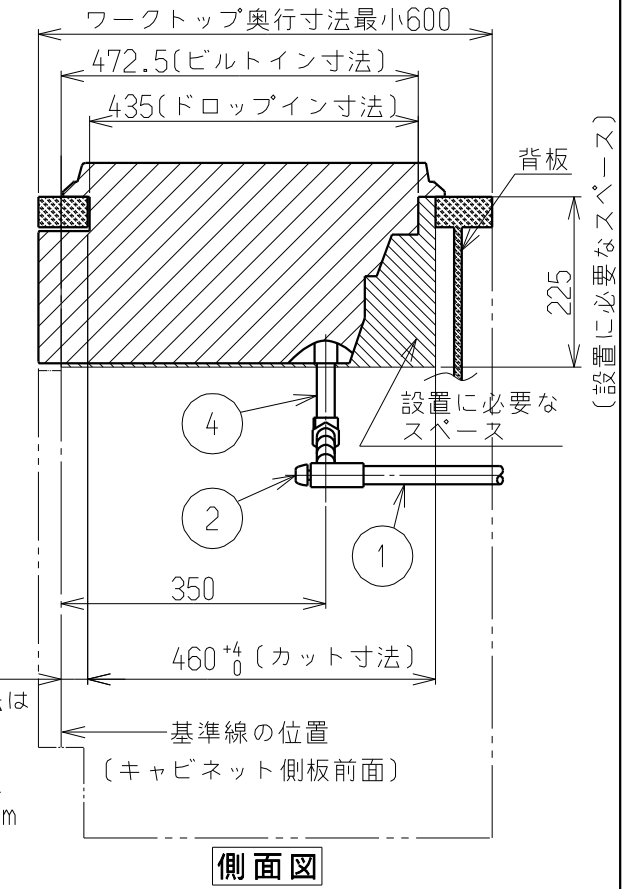 ワークトップ奥行寸法最小600
472.5(ビルトイン寸法)
435(ドロップイン寸法)
背板
225
(設置に必要なスペース)
設置に必要な
スペース
4
2
1
350
460 +4 0 (カット寸法)
は
基準線の位置
(キャビネット側板前面)
m
側面図